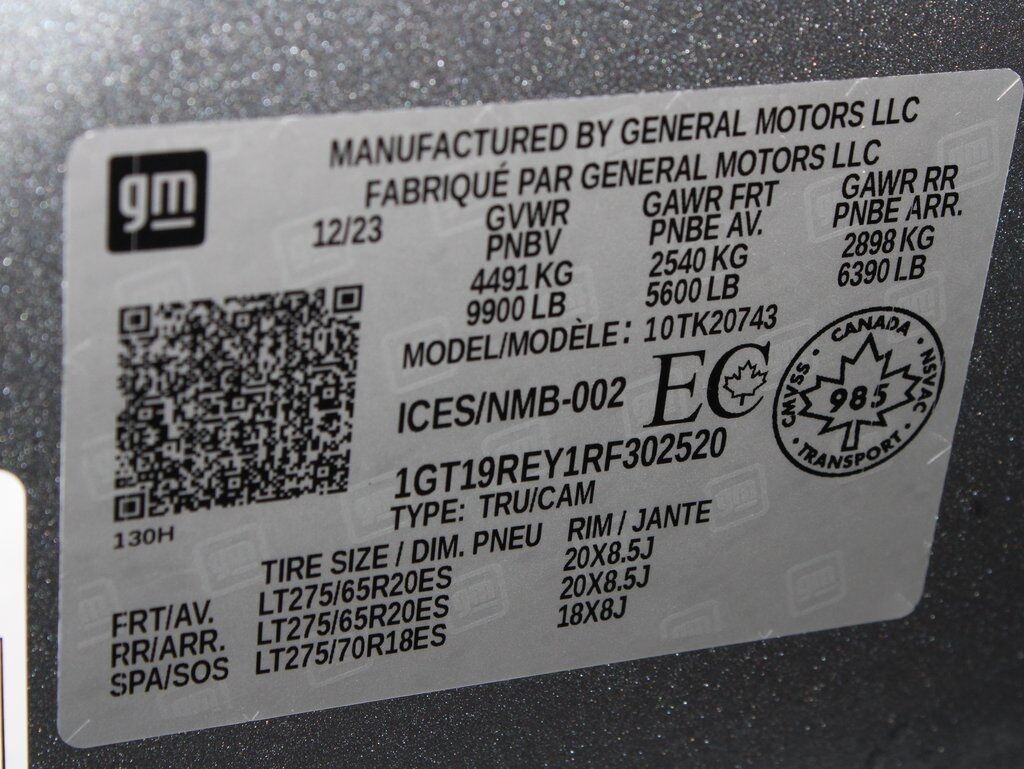 gm
MANUFACTURED BY GENERAL MOTORS LLC
FABRIQUÉ PAR GENERAL MOTORS LLC
12/23
GVWR
PNBV
4491 KG
9900 LB
GAWR FRT
PNBE AV.
2540 KG
5600 LB
GAWR RR
PNBE ARR.
2898 KG
6390 LB
MODEL/MODÈLE: 10TK20743
ICES/NMB-002
EC
CANADA
CMVSS
985
NSVAC
TRANSPORT
1GT19REY1RF302520
TYPE: TRU/CAM
130H
TIRE SIZE / DIM. PNEU RIM / JANTE
FRT/AV. LT275/65R20ES 20X8.5J
RR/ARR. LT275/65R20ES 20X8.5J
SPA/SOS LT275/70R18ES 18X8J